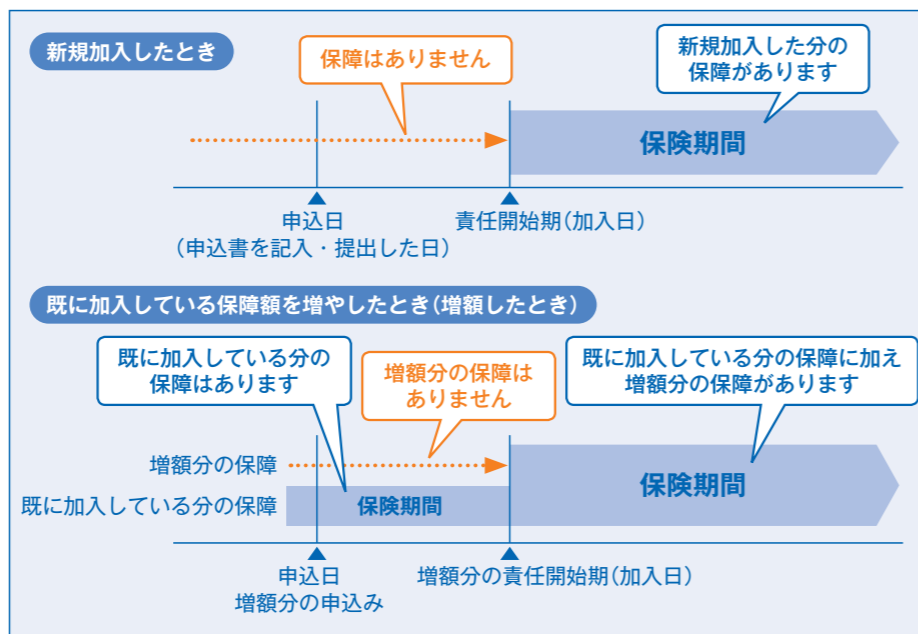 新規加入したとき
保障はありません
新規加入した分の
保障があります
保険期間
申込日
(申込書を記入・提出した日)
責任開始期(加入日)
既に加入している保障額を増やしたとき(増額したとき)
既に加入している分の
保障はあります
増額分の保障は
ありません
既に加入している分の保障に加え
増額分の保障があります
増額分の保障
保険期間
既に加入している分の保障
保険期間
申込日
増額分の申込み
増額分の責任開始期(加入日)